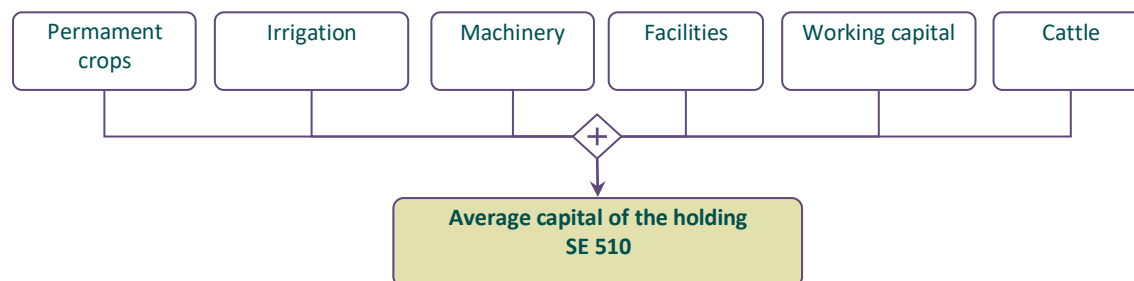 Permament
crops
Irrigation
Machinery
Facilities
Working capital
Cattle
+
Average capital of the holding
SE 510